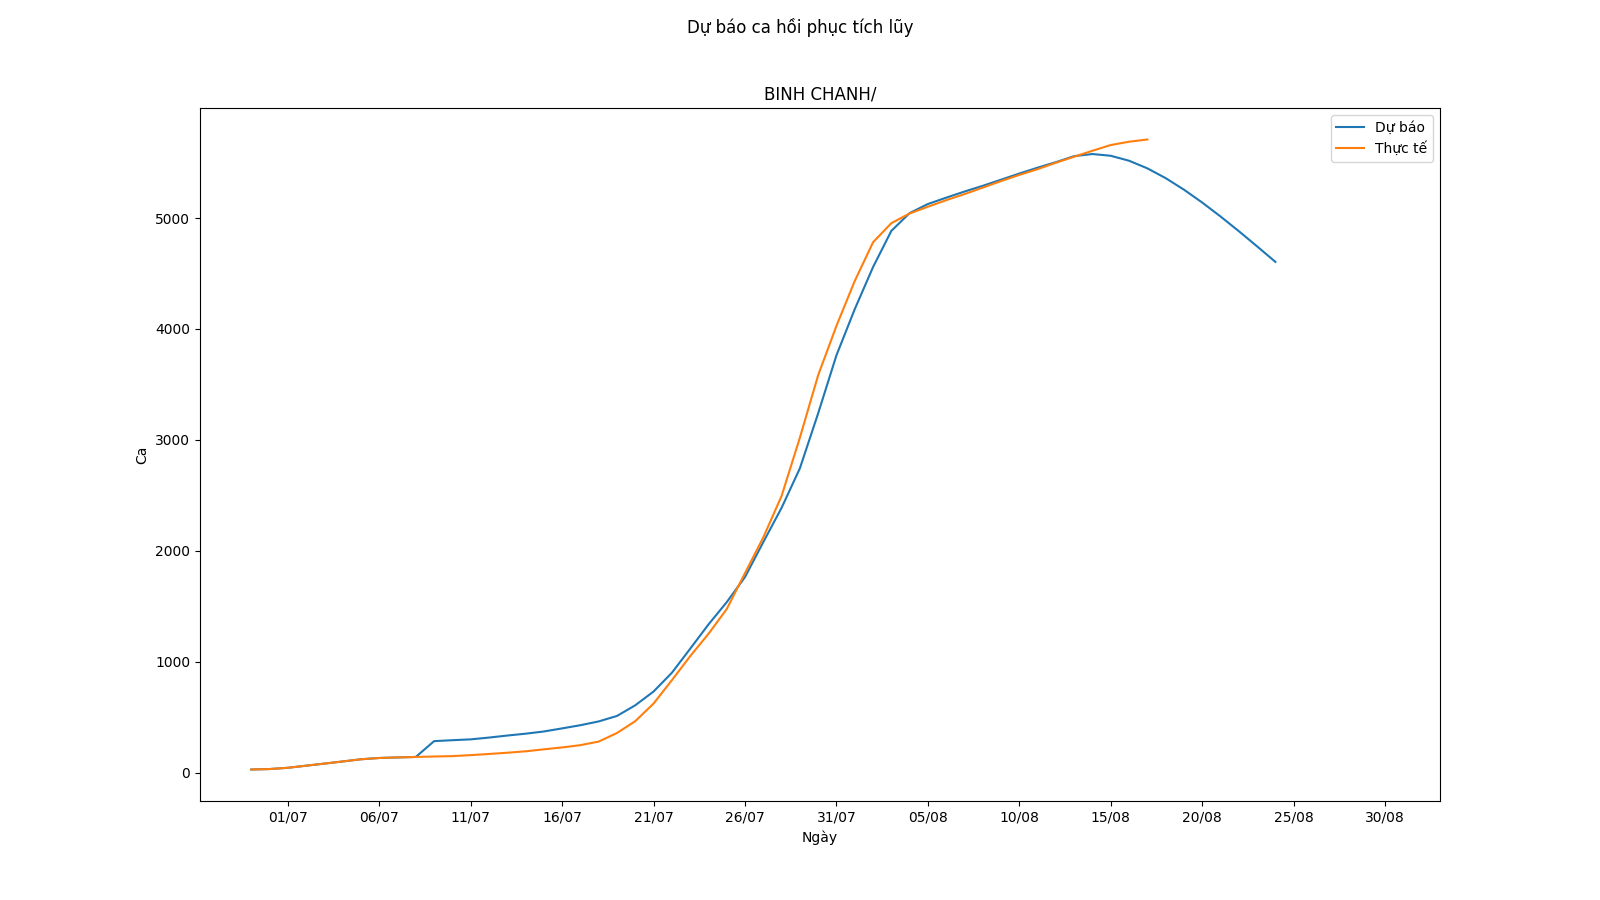 Dự báo ca hồi phục tích lũy
BINH CHANH/
Dự báo
Thực tế
5000
4000
3000
2000
1000
0
Ca
01/07 06/07 11/07 16/07 21/07 26/07 31/07 05/08 10/08 15/08 20/08 25/08 30/08
Ngày